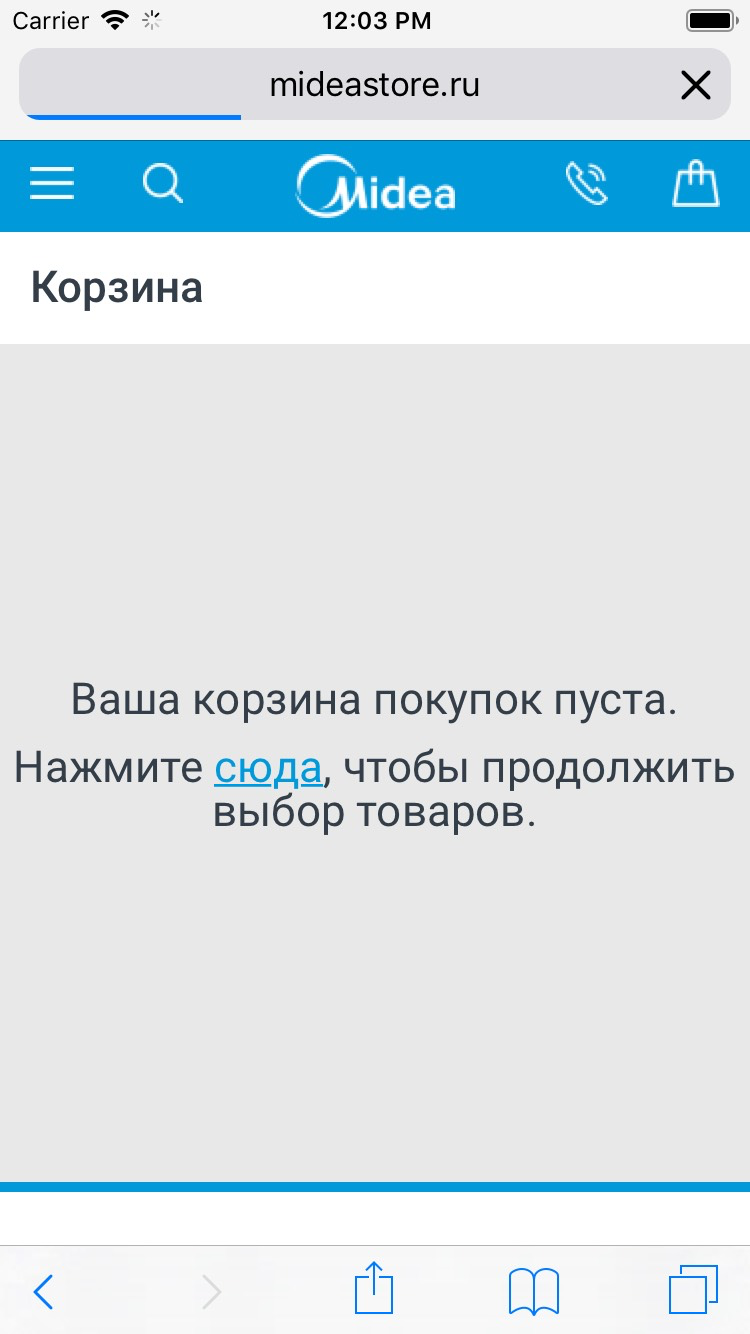 Carrier 12:03 PM
mideastore.ru
Midea
Корзина
Ваша корзина покупок пуста.
Нажмите сюда, чтобы продолжить
выбор товаров.